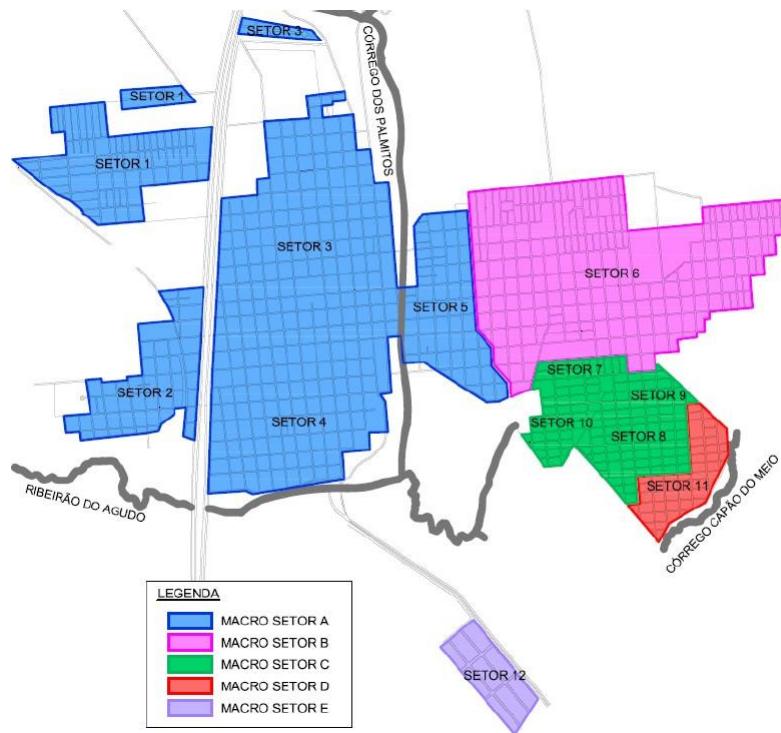 SETOR 3
CÓRREGO DOS PALMITOS
SETOR 1
SETOR 1
SETOR 3
SETOR 6
SETOR 5
SETOR 7
SETOR 2
SETOR 9
SETOR 4
SETOR 10
SETOR 8
SETOR 11
RIBEIRÃO DO AGUDO
CÓRREGO CAPÃO DO MEIO
LEGENDA
MACRO SETOR A
MACRO SETOR B
MACRO SETOR C
MACRO SETOR D
MACRO SETOR E
SETOR 12